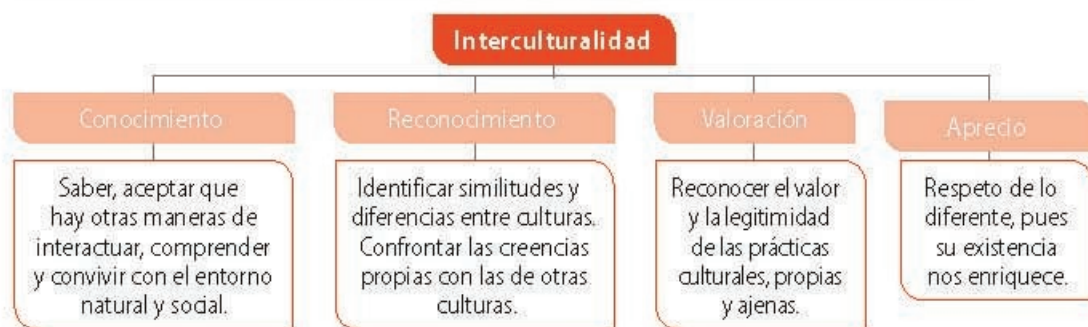 Interculturalidad
Conocimiento
Saber, aceptar que
hay otras maneras de
interactuar, comprender
y convivir con el entorno
natural y social.
Reconocimiento
Identificar similitudes y
diferencias entre culturas.
Confrontar las creencias
propias con las de otras
culturas.
Valoración
Reconocer el valor
y la legitimidad
de las prácticas
culturales, propias
y ajenas.
Aprecio
Respeto de lo
diferente, pues
su existencia
nos enriquece.